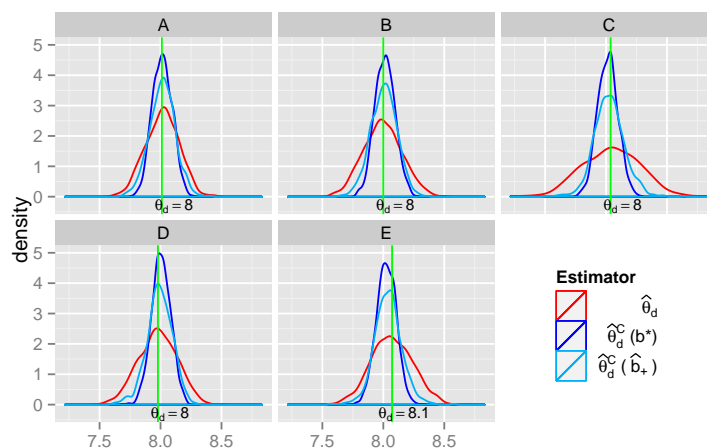 A
B
C
density
5
4
3
2
1
0
θd = 8
θd = 8
θd = 8
D
E
5
4
3
2
1
0
θd = 8
θd = 8.1
7.5
8.0
8.5
7.5
8.0
8.5
Estimator
θ̂d
θ̂dC (b*)
θ̂dC ( b̂+ )